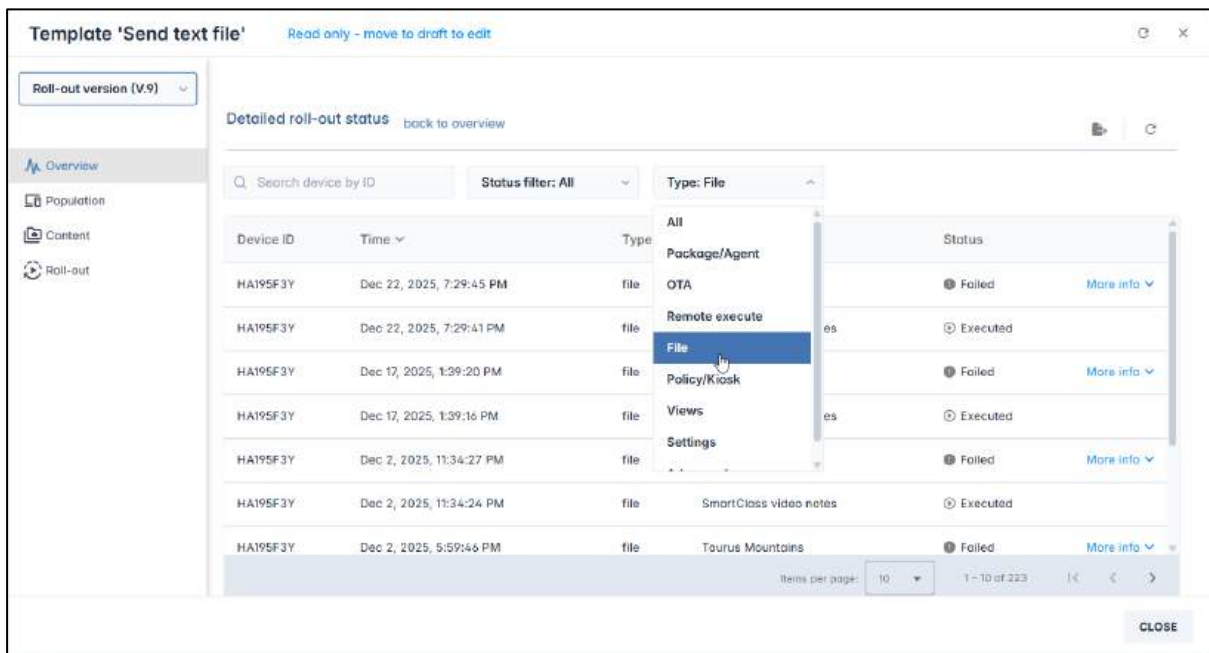 Template 'Send text file' Read only - move to draft to edit
Roll-out version (V.9)
Detailed roll-out status back to overview
Overview
Population
Content
Roll-out
Search device by ID Status filter: All Type: File
All
Package/Agent
OTA
Remote execute
File
Policy/Kiosk
Views
Settings
Device ID Time Type Status
HA195F3Y Dec 22, 2025, 7:29:45 PM file Failed More info
HA195F3Y Dec 22, 2025, 7:29:41 PM file es Executed
HA195F3Y Dec 17, 2025, 1:39:20 PM file Failed More info
HA195F3Y Dec 17, 2025, 1:39:16 PM file es Executed
HA195F3Y Dec 2, 2025, 11:34:27 PM file Failed More info
HA195F3Y Dec 2, 2025, 11:34:24 PM file SmartClass video notes Executed
HA195F3Y Dec 2, 2025, 5:59:46 PM file Taurus Mountains Failed More info
Items per page: 10 1 – 10 of 223
CLOSE